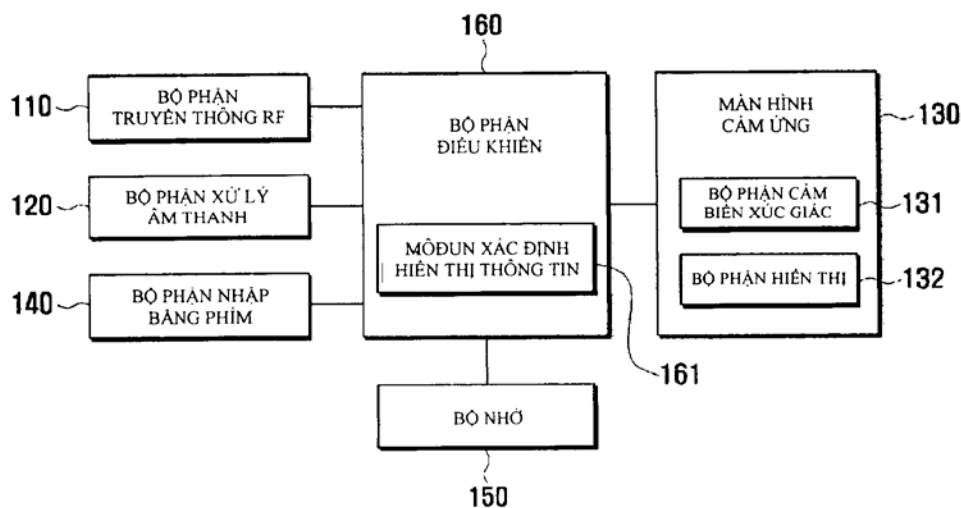 160
110
BỘ PHẬN
TRUYỀN THÔNG RF
BỘ PHẬN
ĐIỀU KHIỂN
MÀN HÌNH
CẢM ỨNG
130
120
BỘ PHẬN XỬ LÝ
ÂM THANH
BỘ PHẬN CẢM
BIẾN XÚC GIÁC
131
MÔĐUN XÁC ĐỊNH
HIỂN THỊ THÔNG TIN
140
BỘ PHẬN NHẬP
BẰNG PHÍM
BỘ PHẬN HIỂN THỊ
132
161
BỘ NHỚ
150